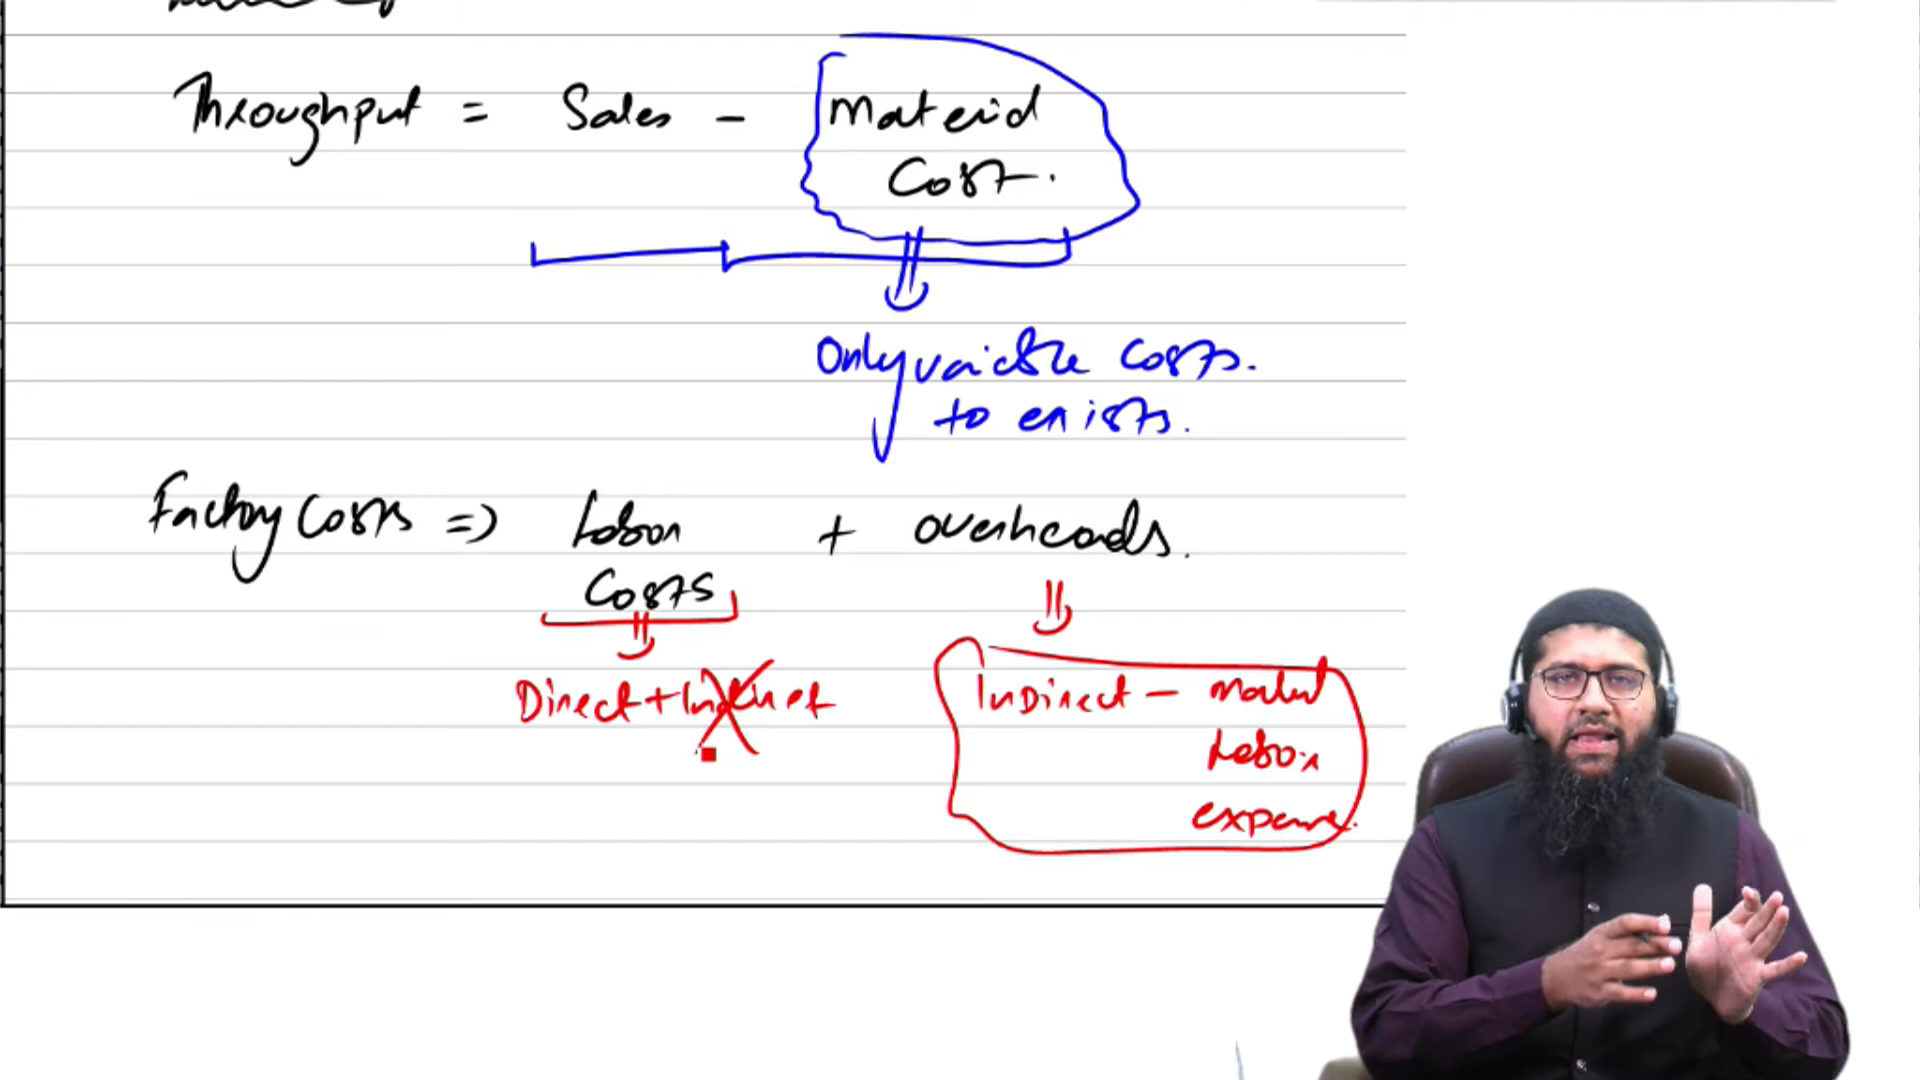 Throughput = Sales - Material
Cost.
Only variable costs.
to exists.
Factory Costs => Labour + overheads.
Costs
Direct + Indirect
InDirect - Material
Labour
expense.